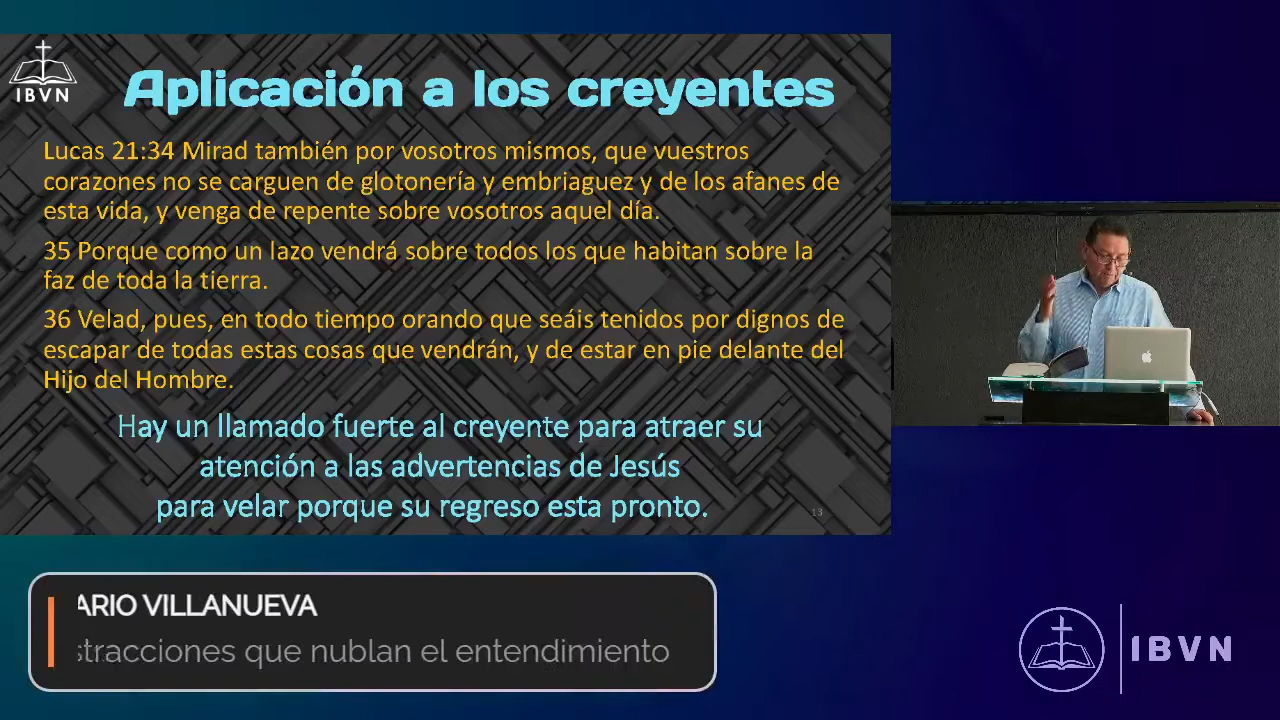 IBVN
Aplicación a los creyentes
Lucas 21:34 Mirad también por vosotros mismos, que vuestros
corazones no se carguen de glotonería y embriaguez y de los afanes de
esta vida, y venga de repente sobre vosotros aquel día.
35 Porque como un lazo vendrá sobre todos los que habitan sobre la
faz de toda la tierra.
36 Velad, pues, en todo tiempo orando que seáis tenidos por dignos de
escapar de todas estas cosas que vendrán, y de estar en pie delante del
Hijo del Hombre.
Hay un llamado fuerte al creyente para atraer su
atención a las advertencias de Jesús
para velar porque su regreso esta pronto.
13
ARIO VILLANUEVA
stracciones que nublan el entendimiento
IBVN